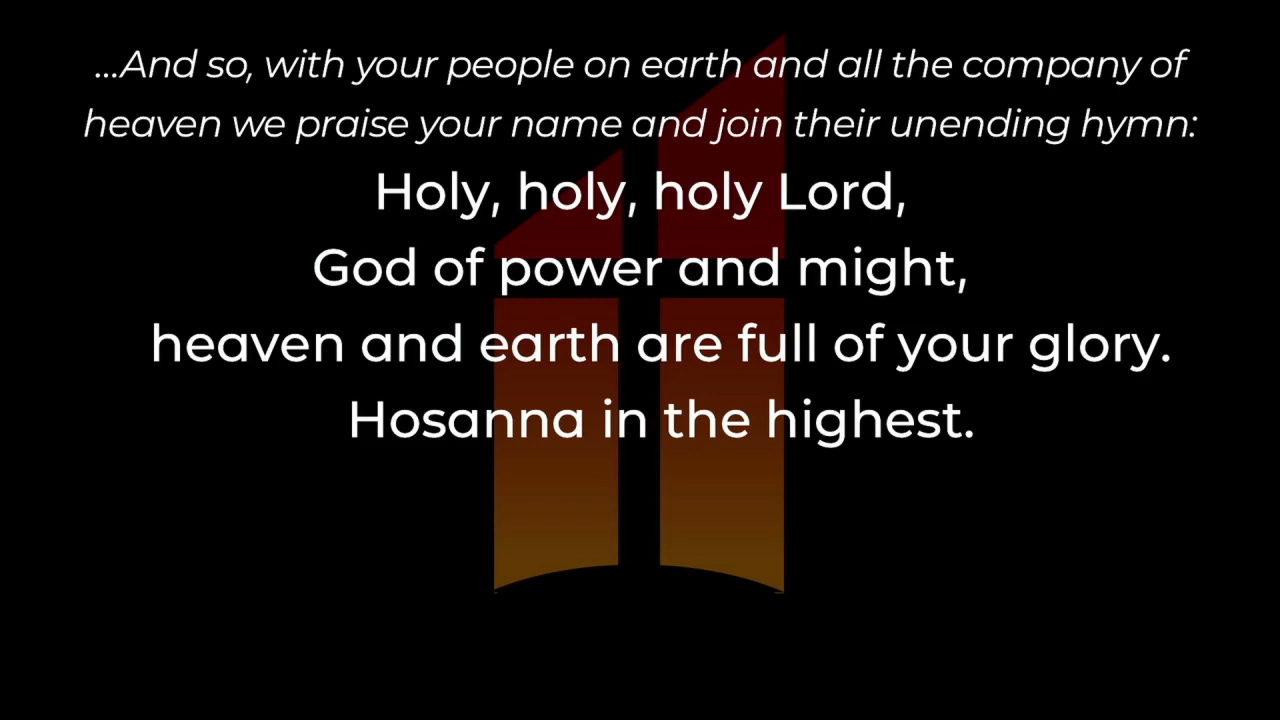 ...And so, with your people on earth and all the company of
heaven we praise your name and join their unending hymn:
Holy, holy, holy Lord,
God of power and might,
heaven and earth are full of your glory.
Hosanna in the highest.